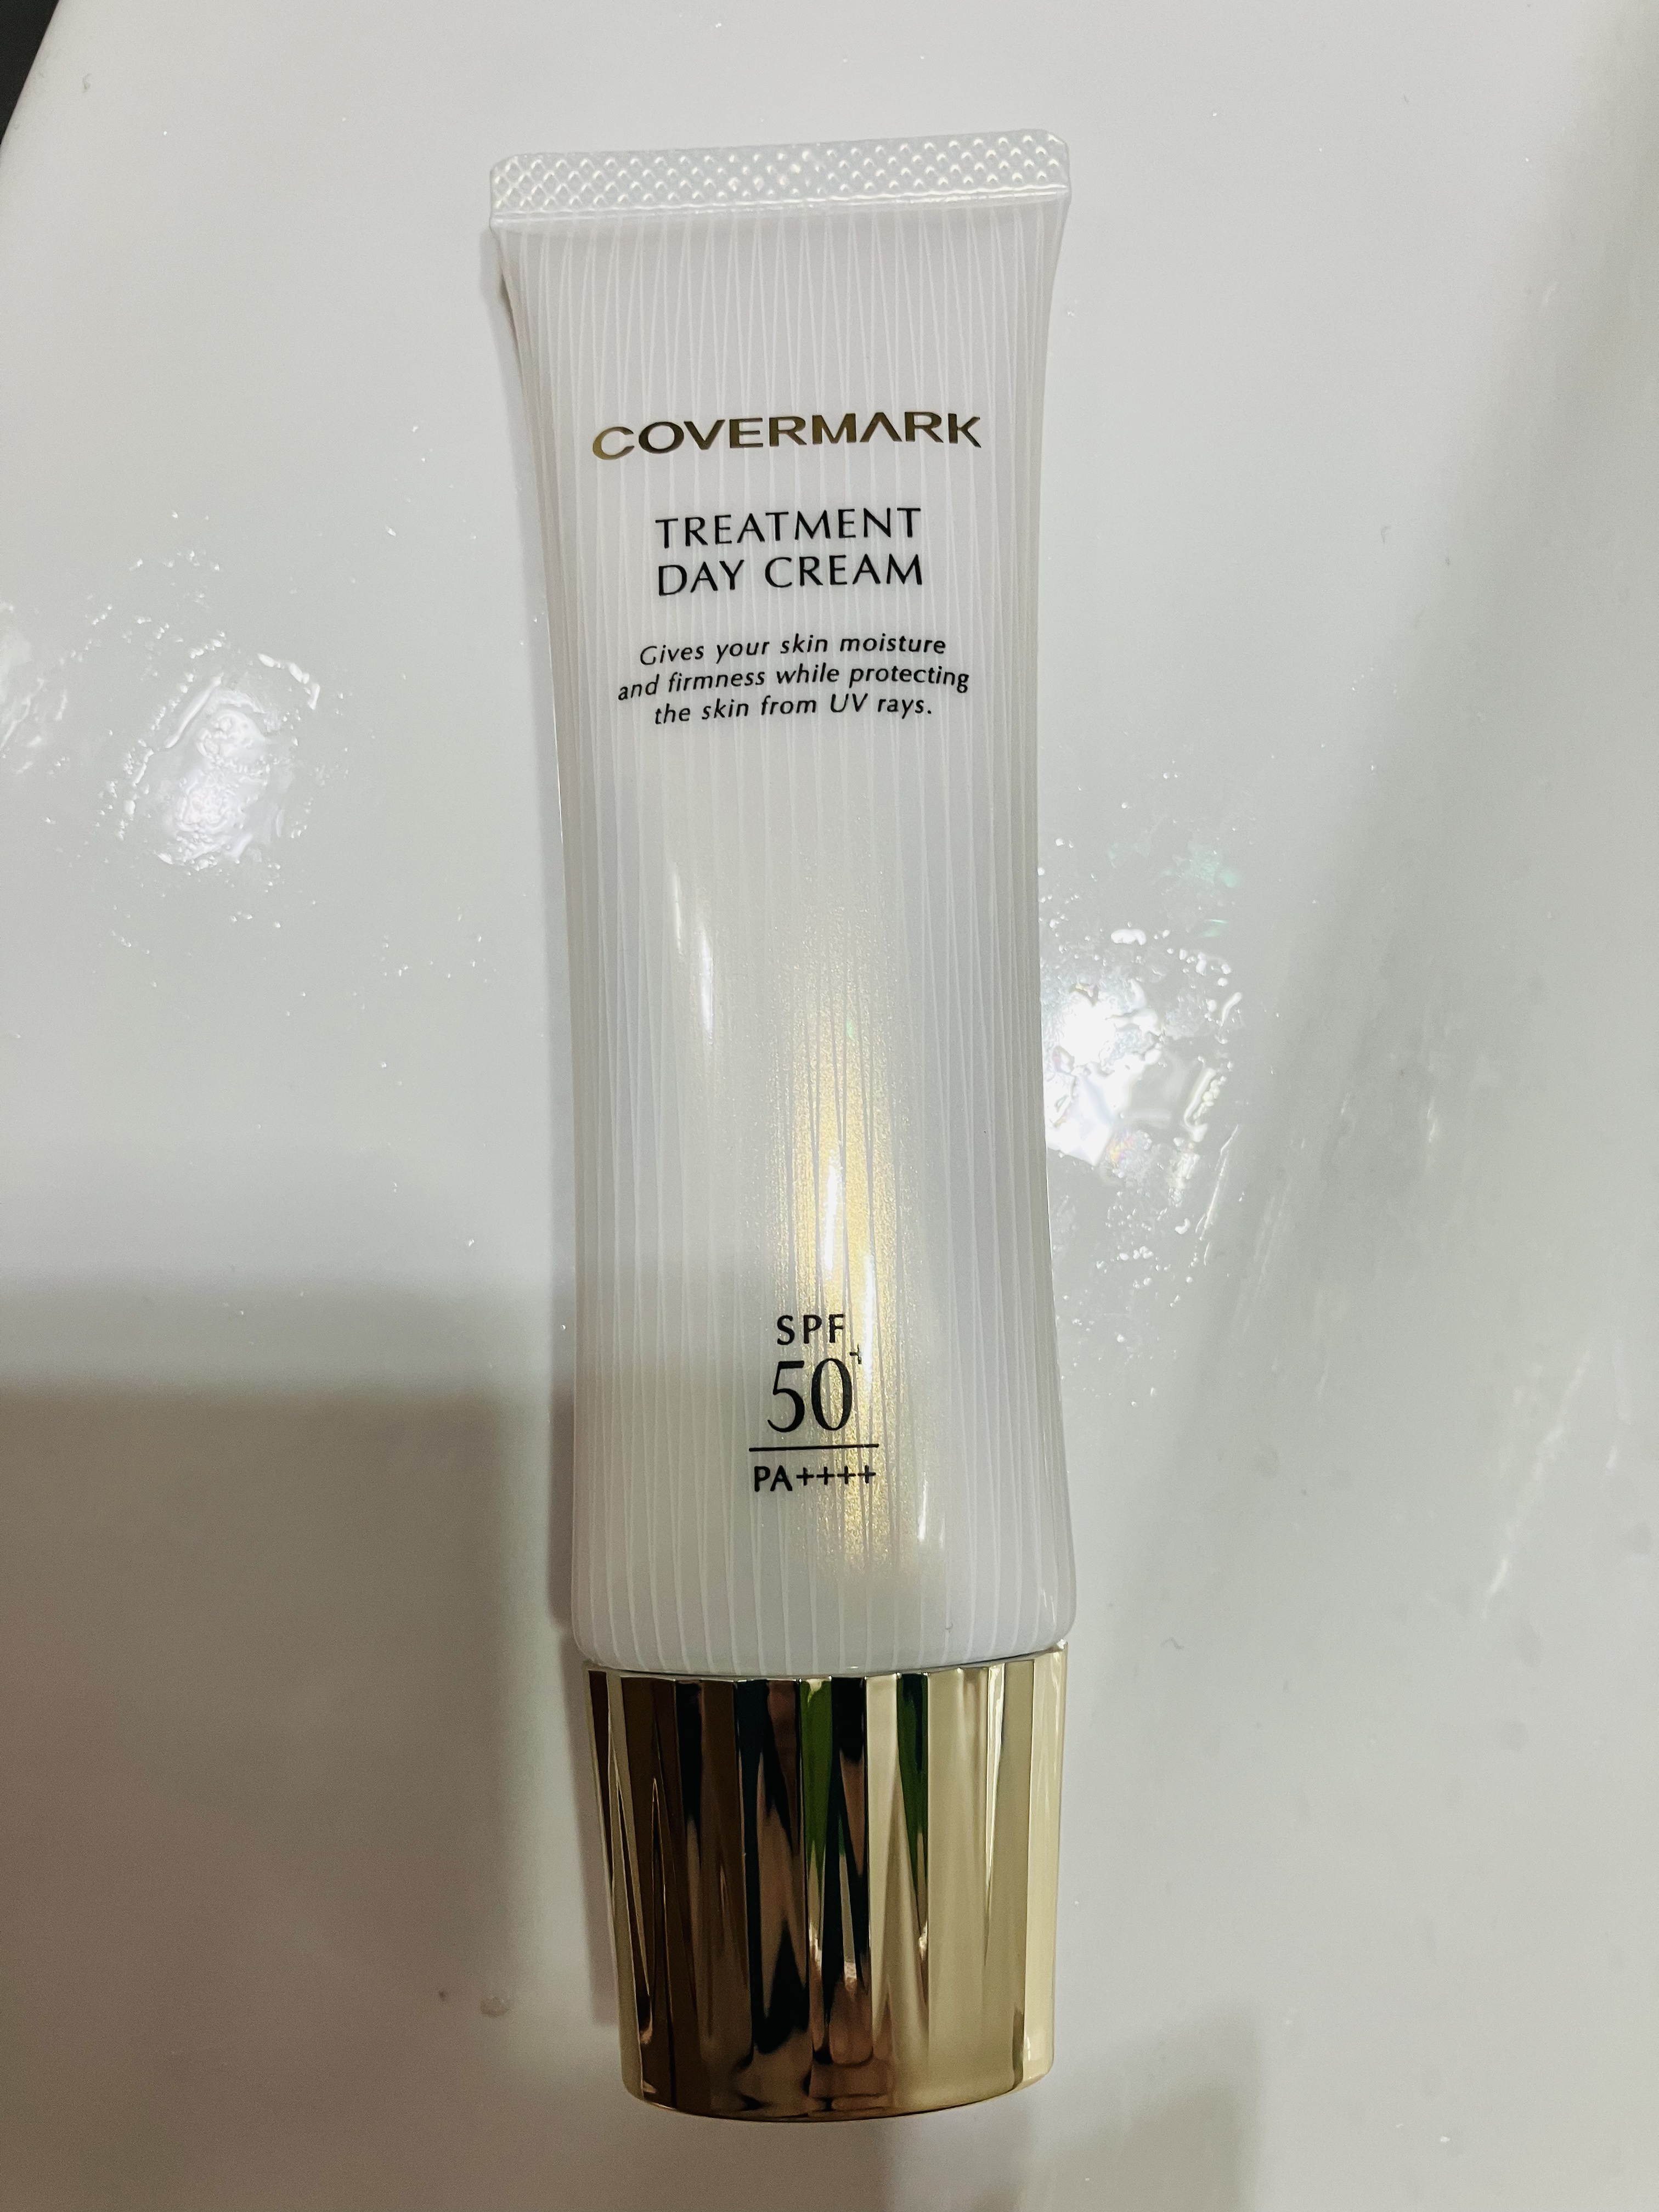 COVERMARK
TREATMENT
DAY CREAM
Gives your skin moisture
and firmness while protecting
the skin from UV rays.
SPF
50+
PA++++